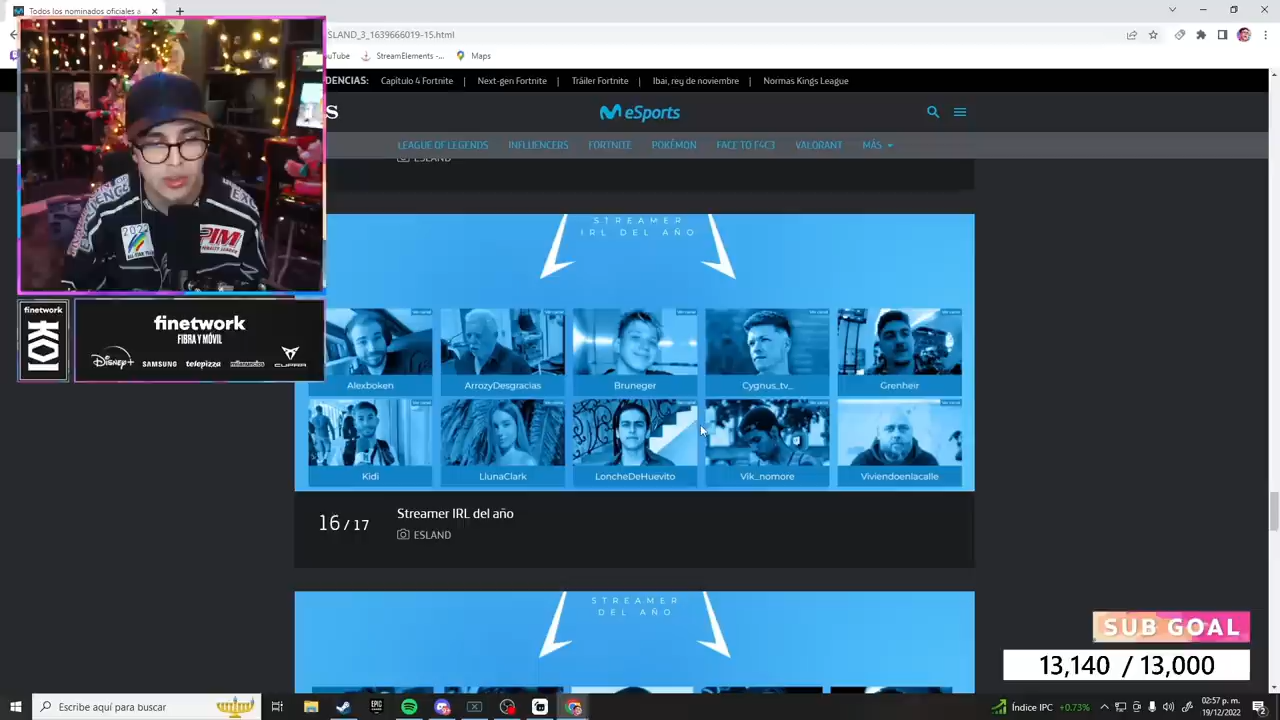 Todos los nominados oficiales a
SLAND_3_1639666019-15.html
uTube
StreamElements -...
Maps
DENCIAS:
Capítulo 4 Fortnite | Next-gen Fortnite | Tráiler Fortnite | Ibai, rey de noviembre | Normas Kings League
S
eSports
LEAGUE OF LEGENDS
INFLUENCERS
FORTNITE
POKÉMON
FACE TO F4C3
VALORANT
MÁS
ESLAND
STREAMER
IRL DEL AÑO
PIM
finetwork
KOI
finetwork
FIBRA Y MÓVIL
Disney+
SAMSUNG
telepizza
CUPRA
Alexboken
ArrozyDesgracias
Bruneger
Cygnus_tv_
Grenheir
Kidi
LlunaClark
LoncheDeHuevito
Vik_nomore
Viviendoenlacalle
16 / 17
Streamer IRL del año
ESLAND
STREAMER
DEL AÑO
SUB GOAL
13,140 / 13,000
Escribe aquí para buscar
Índice IPC +0.73%
02:57 p. m.
19/12/2022